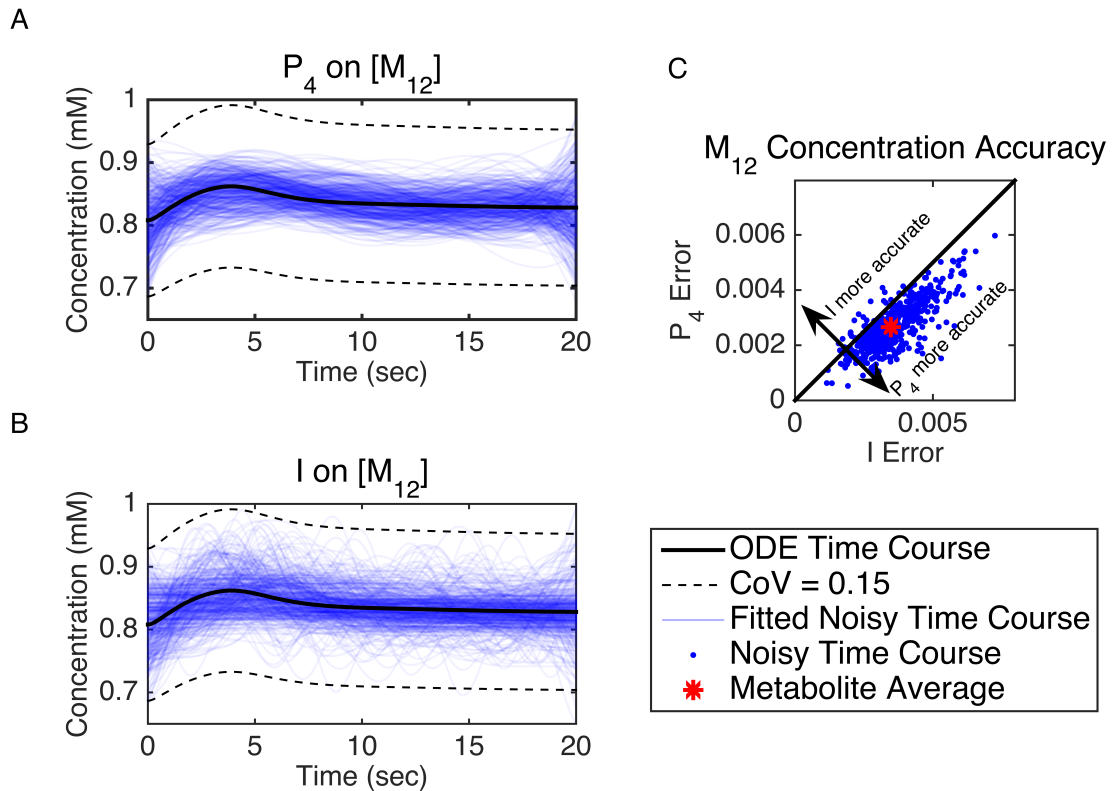 A
P4 on [M12]
Concentration (mM)
1
0.9
0.8
0.7
0 5 10 15 20
Time (sec)
B
I on [M12]
Concentration (mM)
1
0.9
0.8
0.7
0 5 10 15 20
Time (sec)
C
M12 Concentration Accuracy
P4 Error
0.006
0.004
0.002
0
I more accurate
P4 more accurate
0 0.005
I Error
ODE Time Course
CoV = 0.15
Fitted Noisy Time Course
Noisy Time Course
Metabolite Average